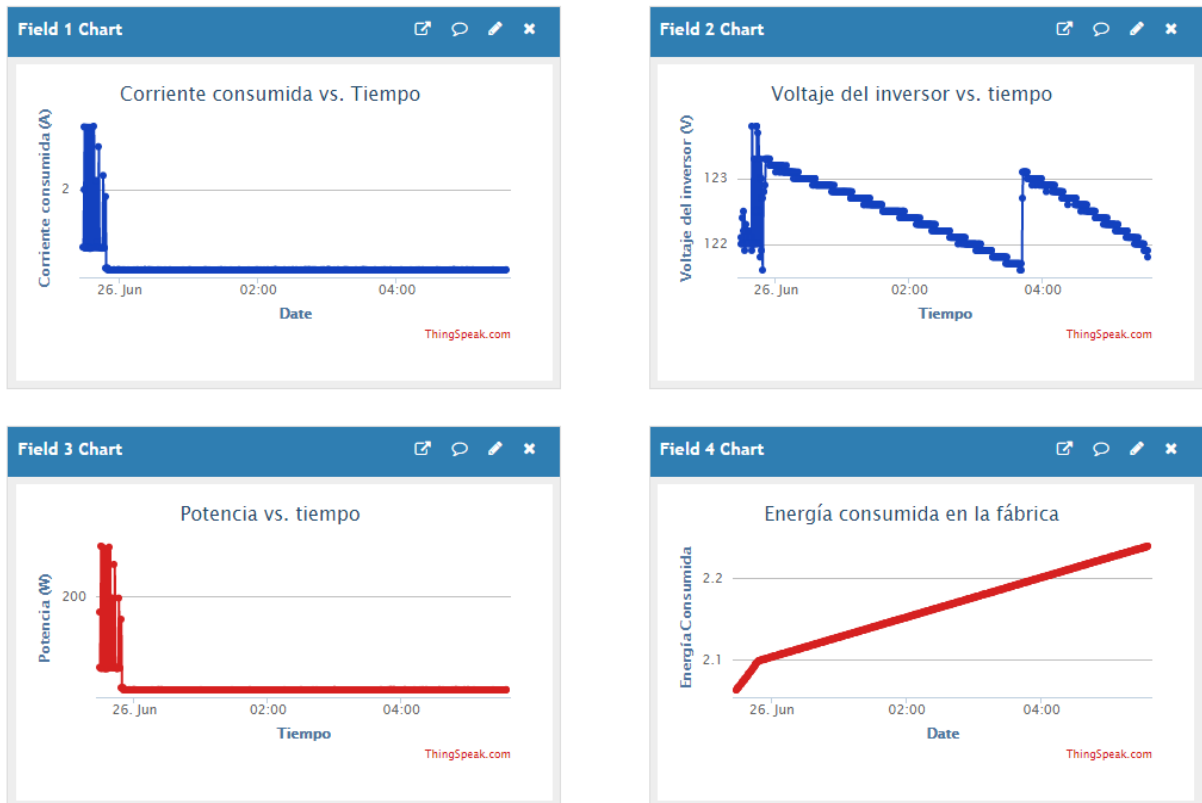 Field 1 Chart
Corriente consumida vs. Tiempo
Corriente consumida (A)
2
26. Jun 02:00 04:00
Date
ThingSpeak.com
Field 2 Chart
Voltaje del inversor vs. tiempo
Voltaje del inversor (V)
123
122
26. Jun 02:00 04:00
Tiempo
ThingSpeak.com
Field 3 Chart
Potencia vs. tiempo
Potencia (W)
200
26. Jun 02:00 04:00
Tiempo
ThingSpeak.com
Field 4 Chart
Energía consumida en la fábrica
Energía Consumida
2.2
2.1
26. Jun 02:00 04:00
Date
ThingSpeak.com